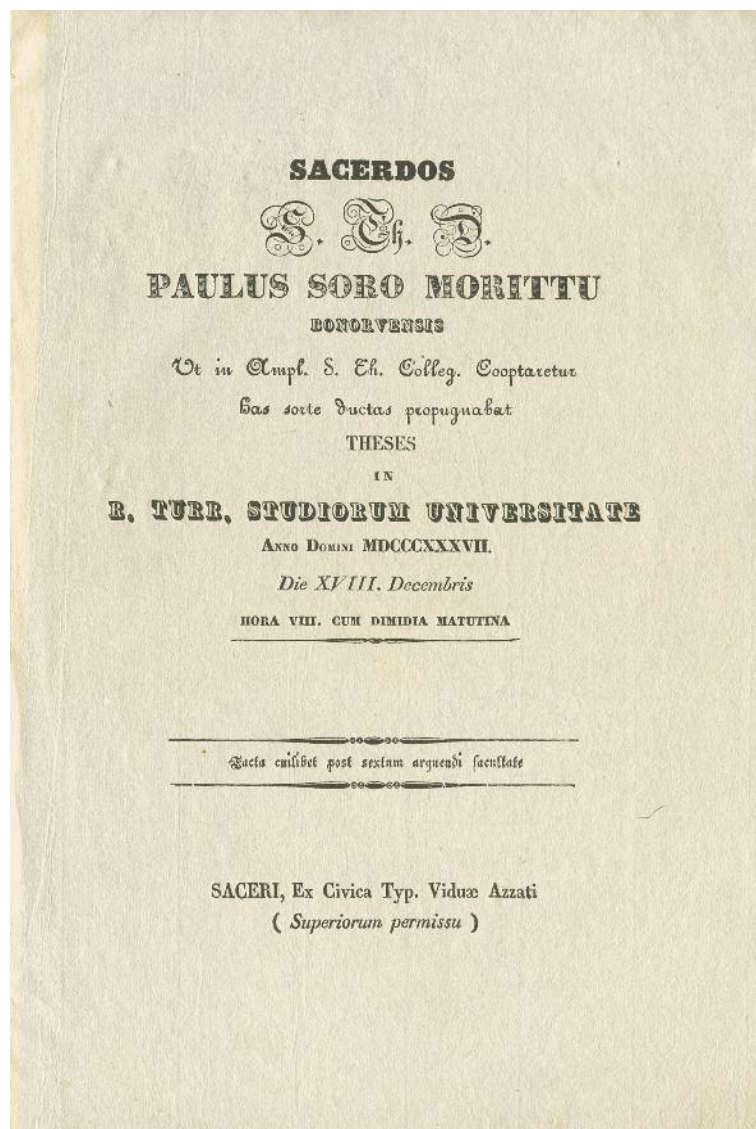 SACERDOS
S. Th. D.
PAULUS SORO MORITTU
BONORVENSIS
Ut in Ampl. S. Th. Colleg. Cooptaretur
has sorte ductas propugnabat
THESES
IN
R. TURR. STUDIORUM UNIVERSITATE
Anno Domini MDCCCXXXVII.
Die XVIII. Decembris
HORA VIII. CUM DIMIDIA MATUTINA
Facta cuilibet post sextum arguendi facultate
SACERI, Ex Civica Typ. Viduæ Azzati
( Superiorum permissu )